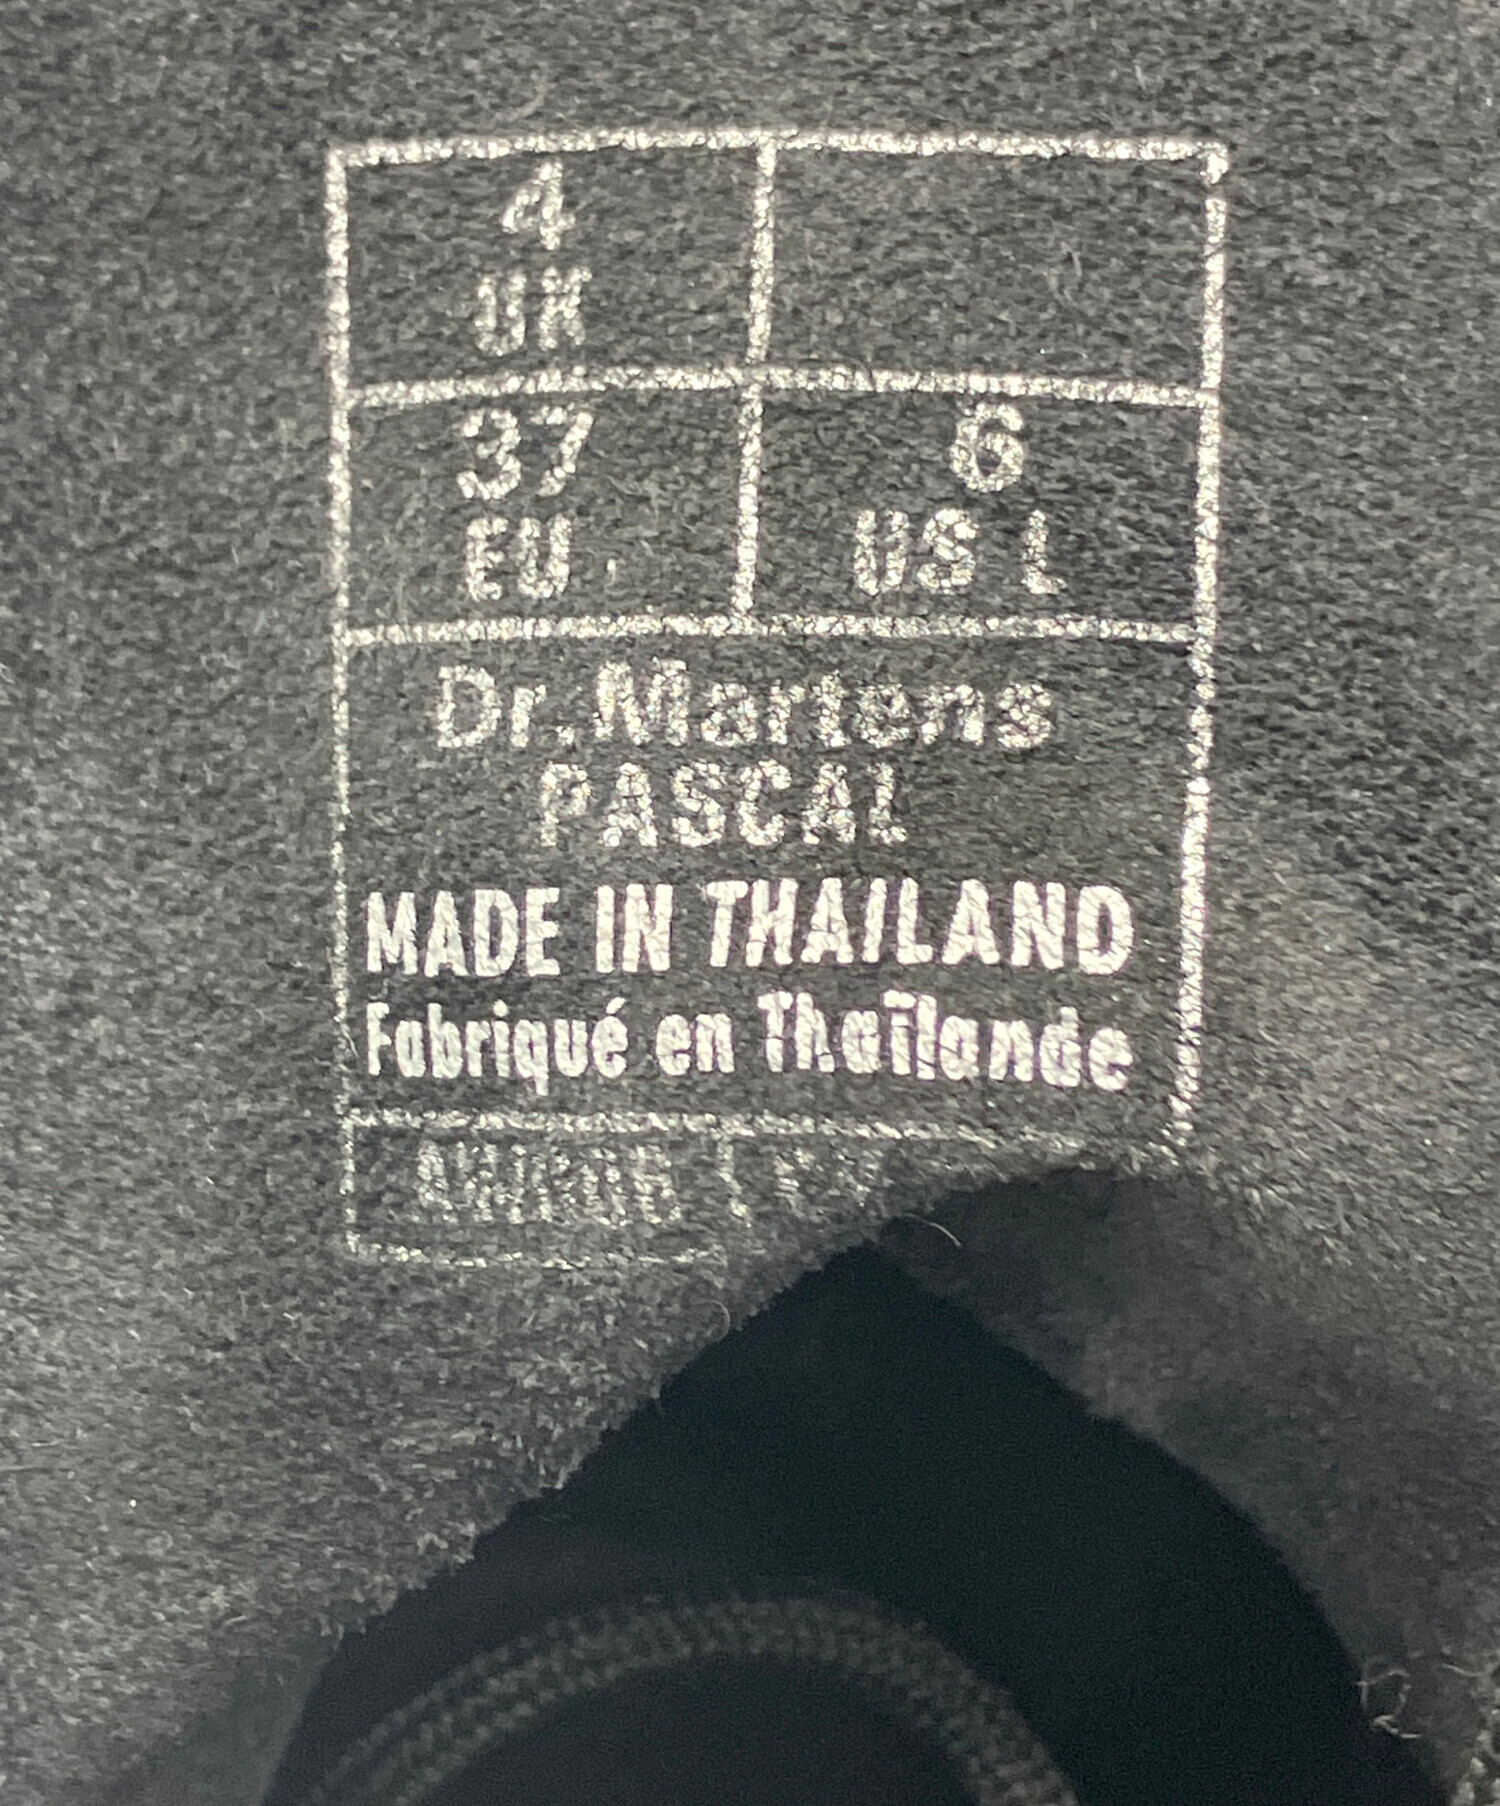 4
UK
37
EU
6
US L
Dr.Martens
PASCAL
MADE IN THAILAND
Fabriqué en Thaïlande